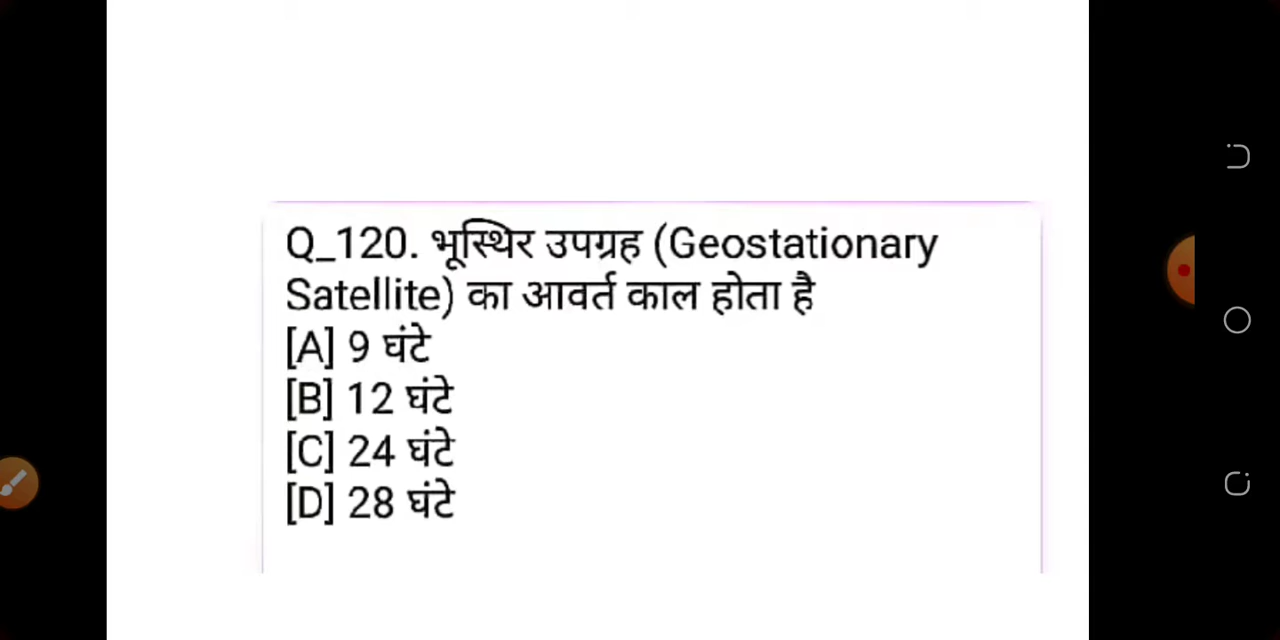 Q_120. भूस्थिर उपग्रह (Geostationary
Satellite) का आवर्त काल होता है
[A] 9 घंटे
[B] 12 घंटे
[C] 24 घंटे
[D] 28 घंटे